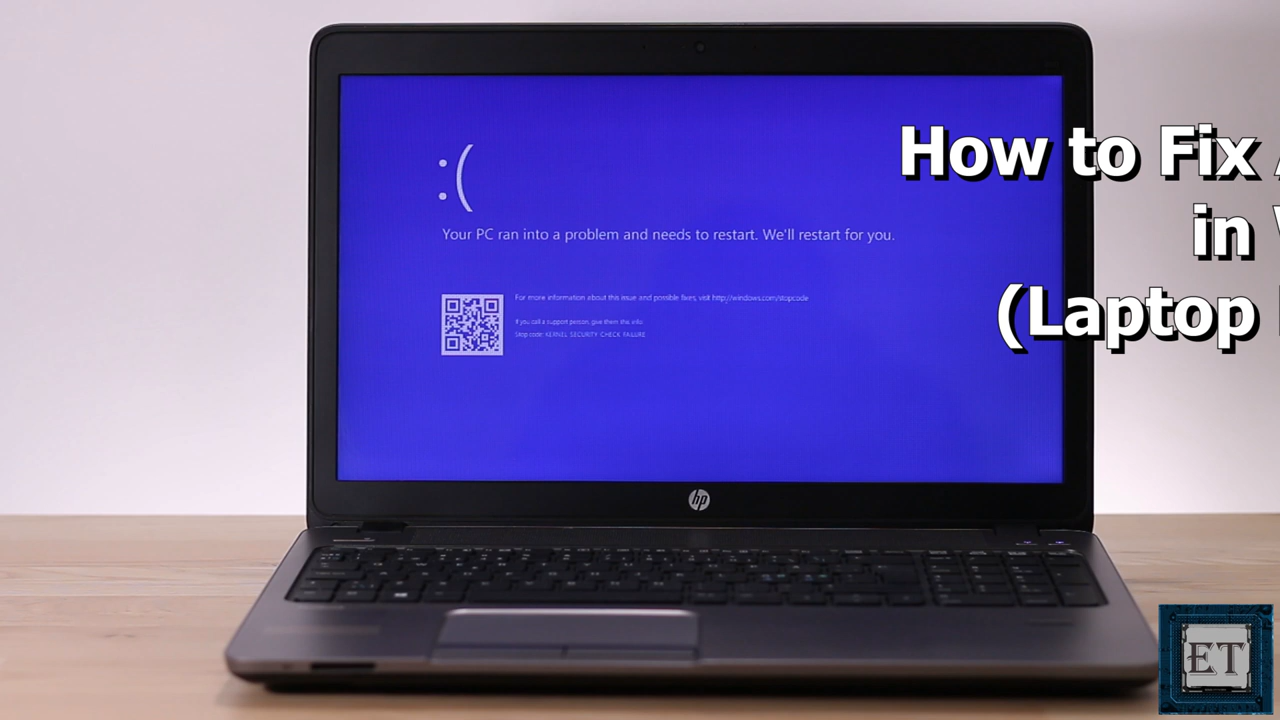 :(
Your PC ran into a problem and needs to restart. We'll restart for you.
For more information about this issue and possible fixes, visit http://windows.com/stopcode
If you call a support person, give them this info:
Stop code: KERNEL SECURITY CHECK FAILURE
How to Fix
in
(Laptop
hp
ET